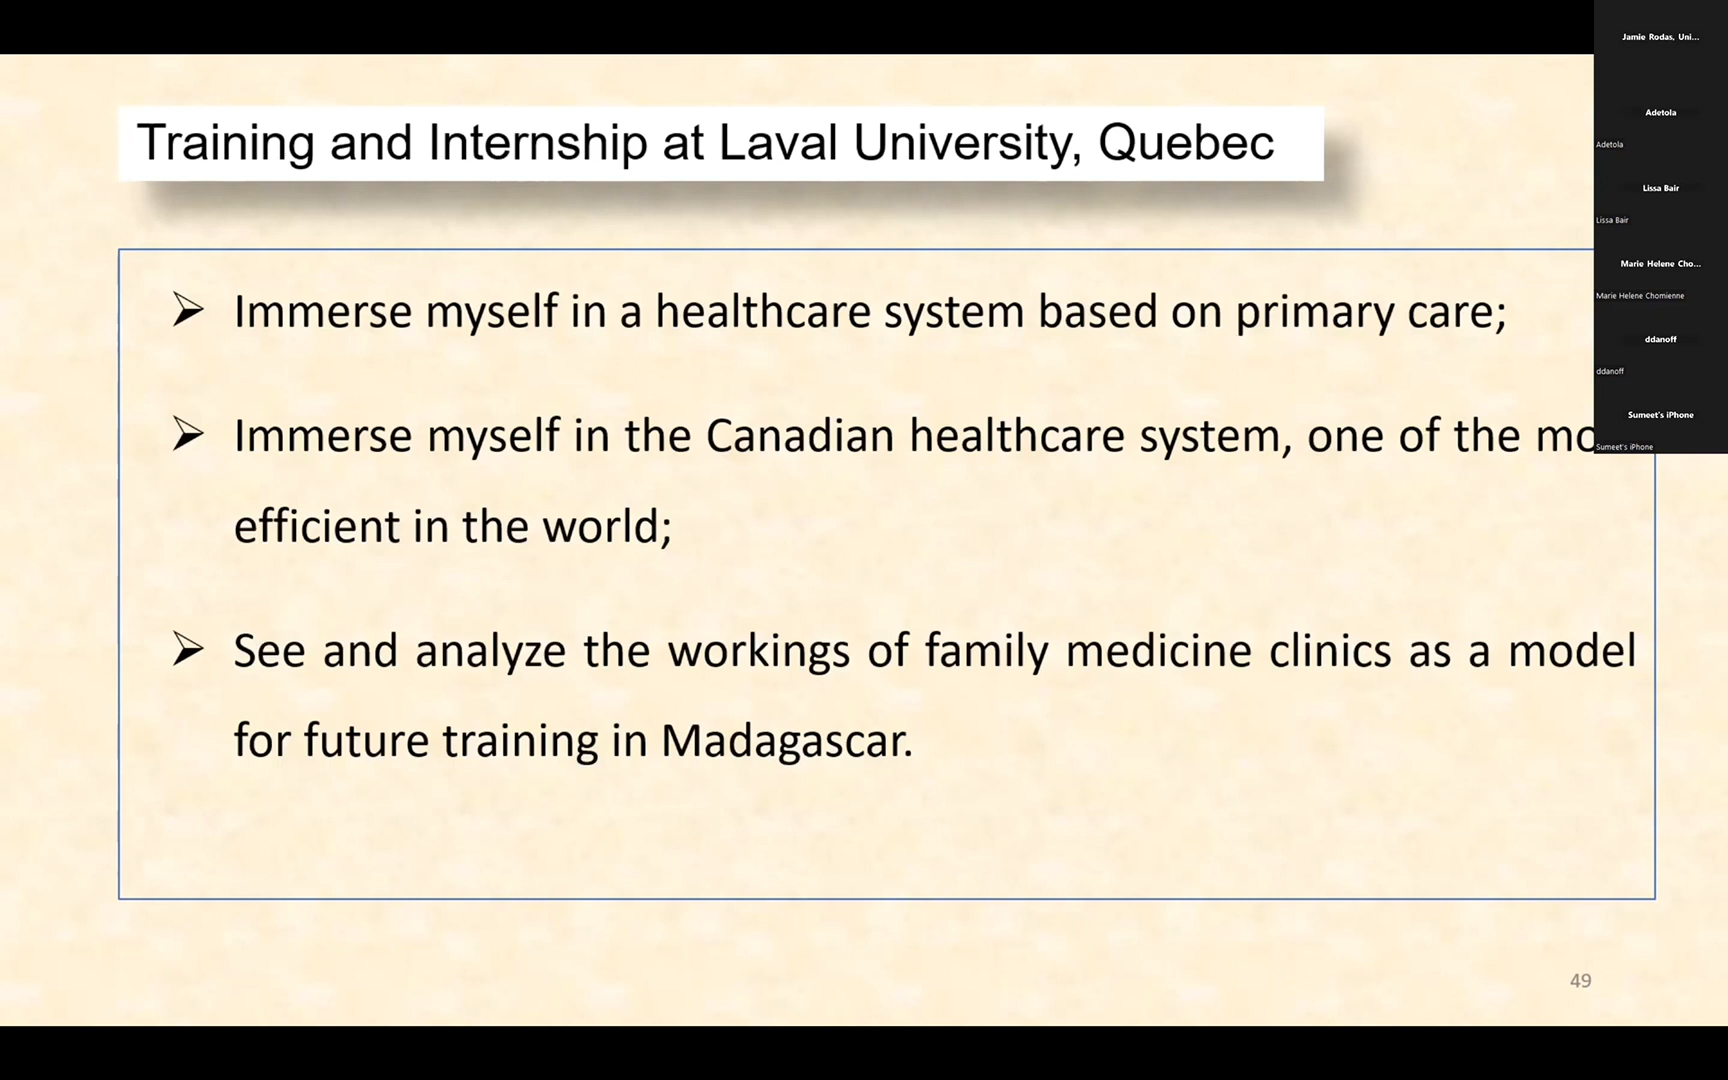 Training and Internship at Laval University, Quebec
➢ Immerse myself in a healthcare system based on primary care;
➢ Immerse myself in the Canadian healthcare system, one of the
efficient in the world;
➢ See and analyze the workings of family medicine clinics as a model
for future training in Madagascar.
49
Jamie Rodas, Uni...
Adetola
Adetola
Lissa Bair
Lissa Bair
Marie Helene Cho...
Marie Helene Chomienne
ddanoff
ddanoff
Sumeet's iPhone
Sumeet's iPhone